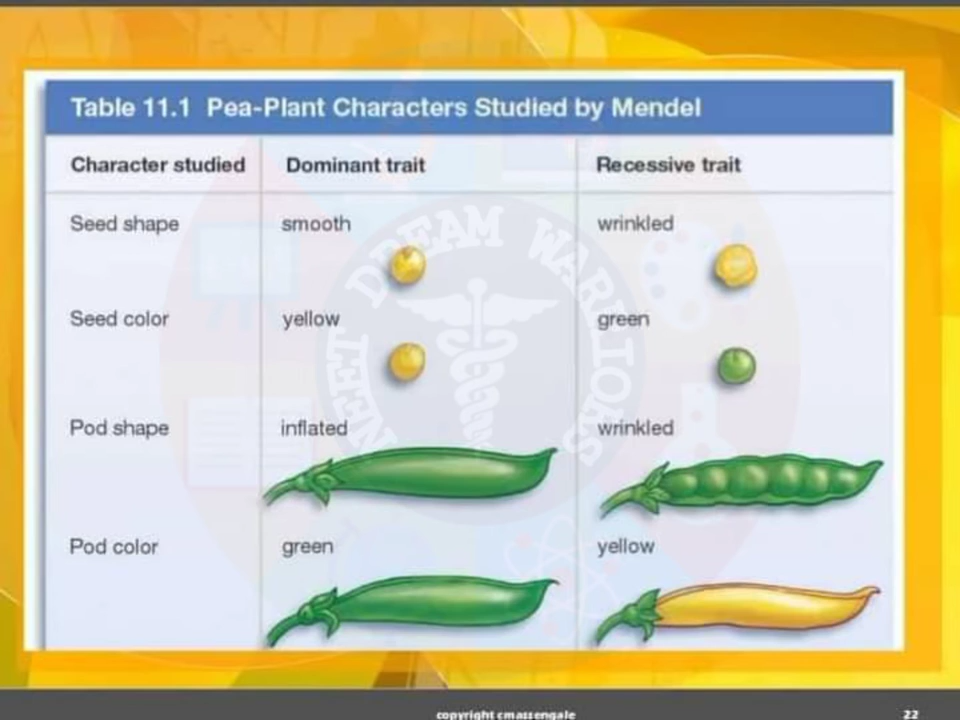 Table 11.1 Pea-Plant Characters Studied by Mendel
Character studied Dominant trait Recessive trait
Seed shape smooth wrinkled
Seed color yellow green
Pod shape inflated wrinkled
Pod color green yellow
NEET DREAM WARRIORS
copyright cmassengale 22